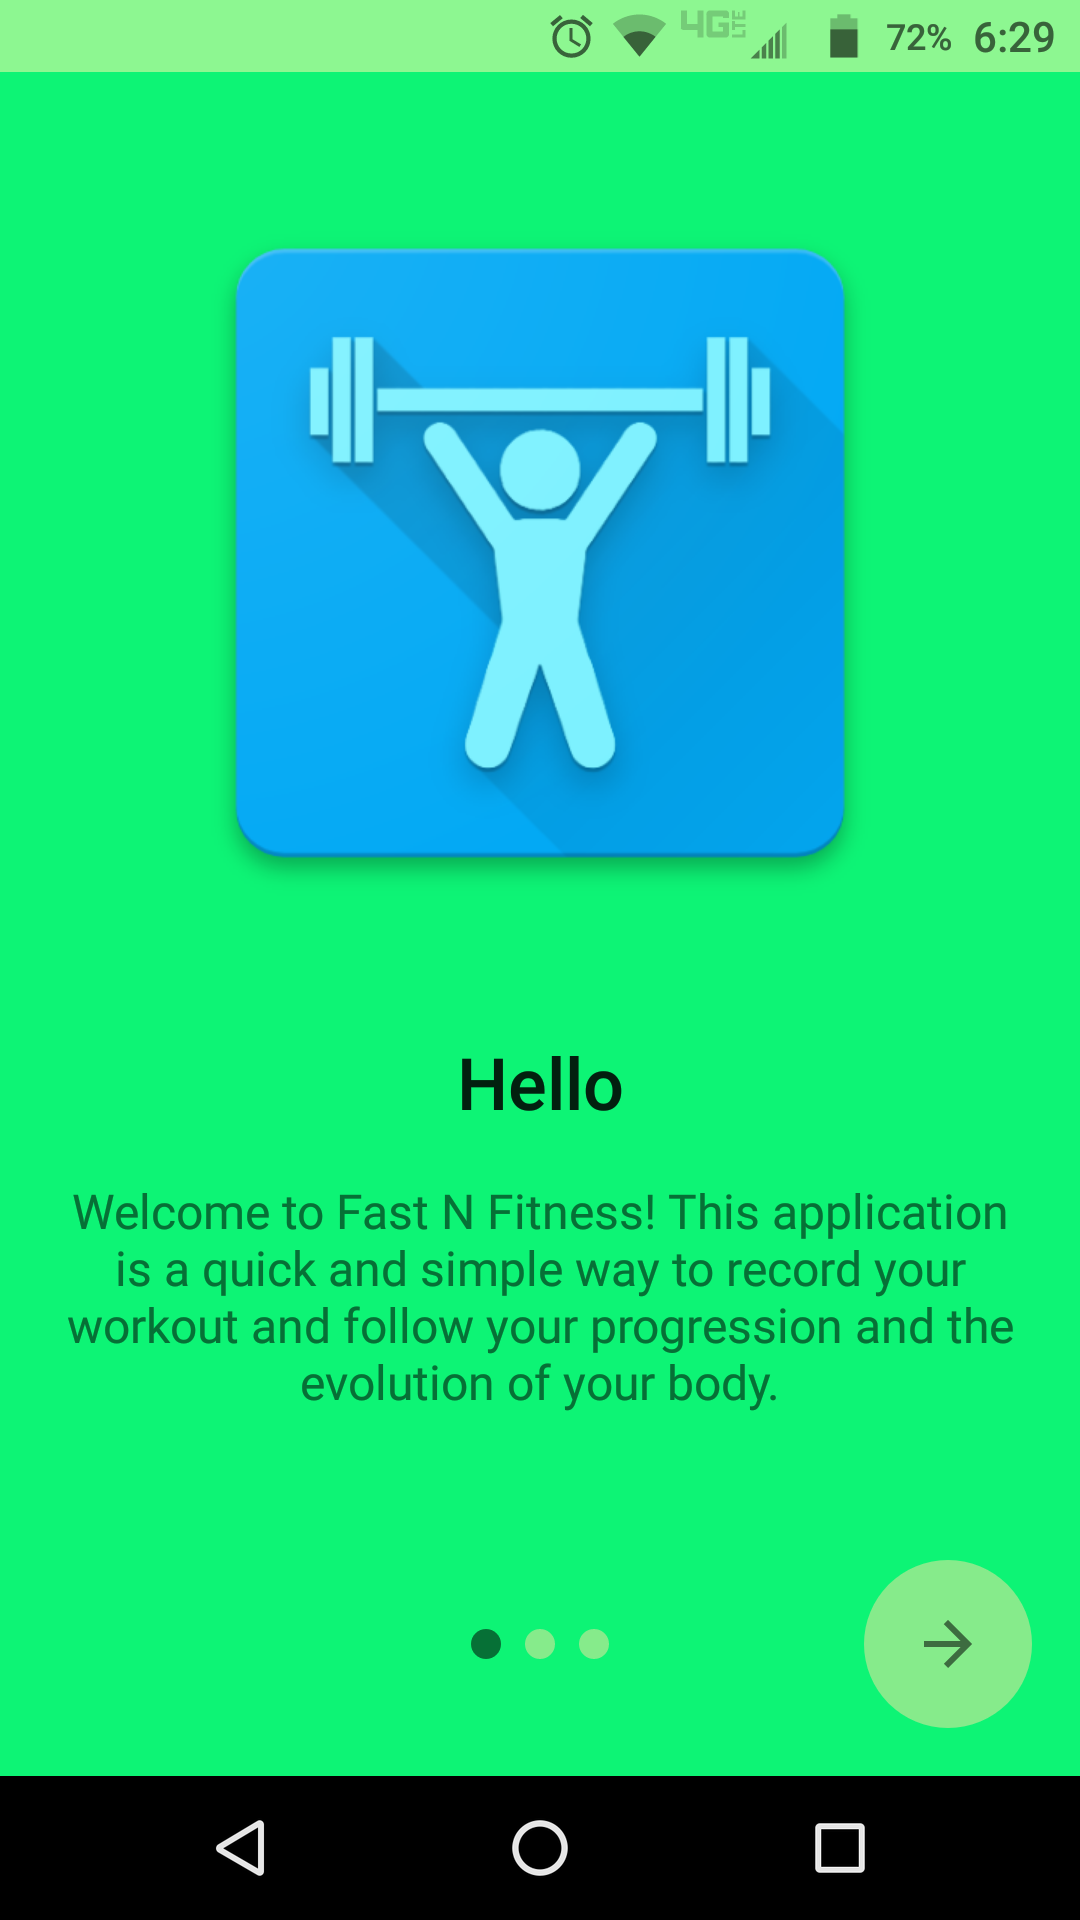 4G LTE 72% 6:29
Hello
Welcome to Fast N Fitness! This application
is a quick and simple way to record your
workout and follow your progression and the
evolution of your body.